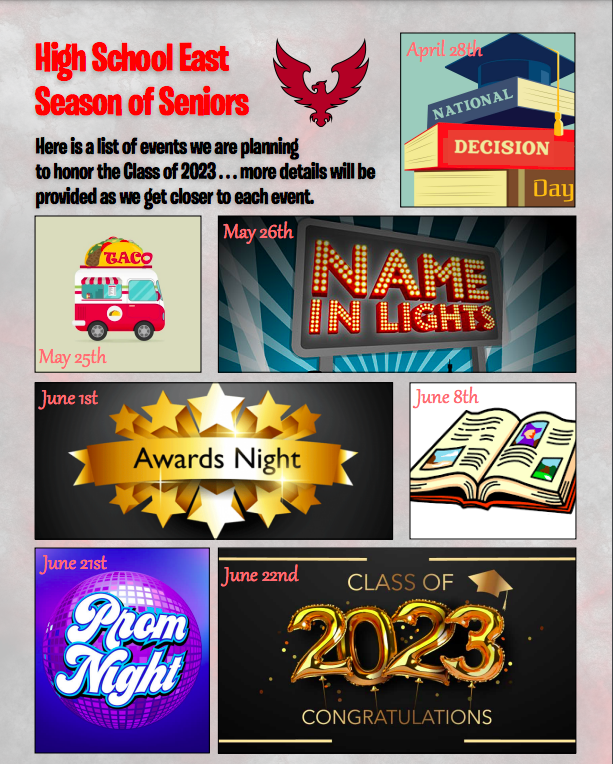 High School East
Season of Seniors
Here is a list of events we are planning
to honor the Class of 2023 . . . more details will be
provided as we get closer to each event.
April 28th
NATIONAL
DECISION
Day
TACO
May 25th
May 26th
NAME
IN LIGHTS
June 1st
Awards Night
June 8th
June 21st
Prom
Night
June 22nd
CLASS OF
2023
CONGRATULATIONS